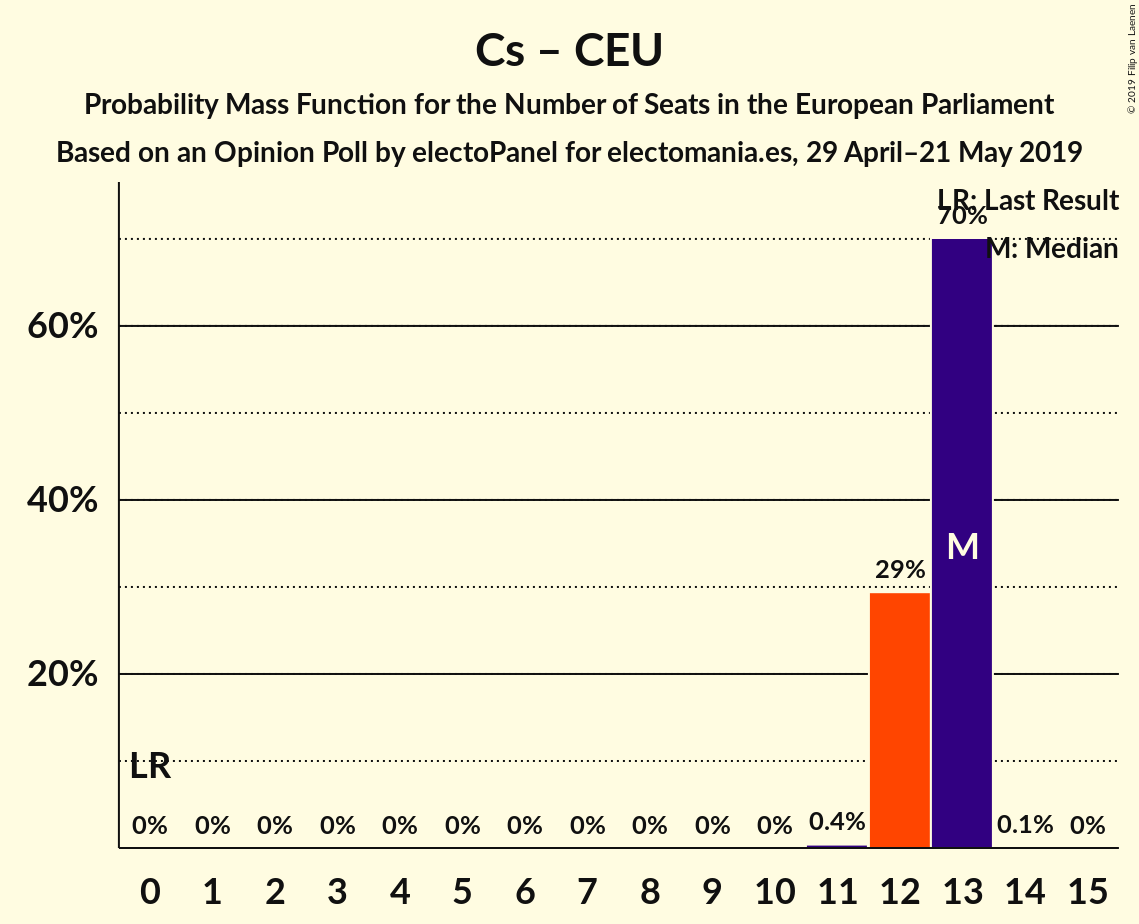 Cs – CEU
Probability Mass Function for the Number of Seats in the European Parliament
Based on an Opinion Poll by electoPanel for electomania.es, 29 April–21 May 2019
© 2019 Filip van Laenen
LR: Last Result
M: Median
70%
60%
40%
20%
M
29%
LR
0% 0% 0% 0% 0% 0% 0% 0% 0% 0% 0% 0.4% 0.1% 0%
0 1 2 3 4 5 6 7 8 9 10 11 12 13 14 15